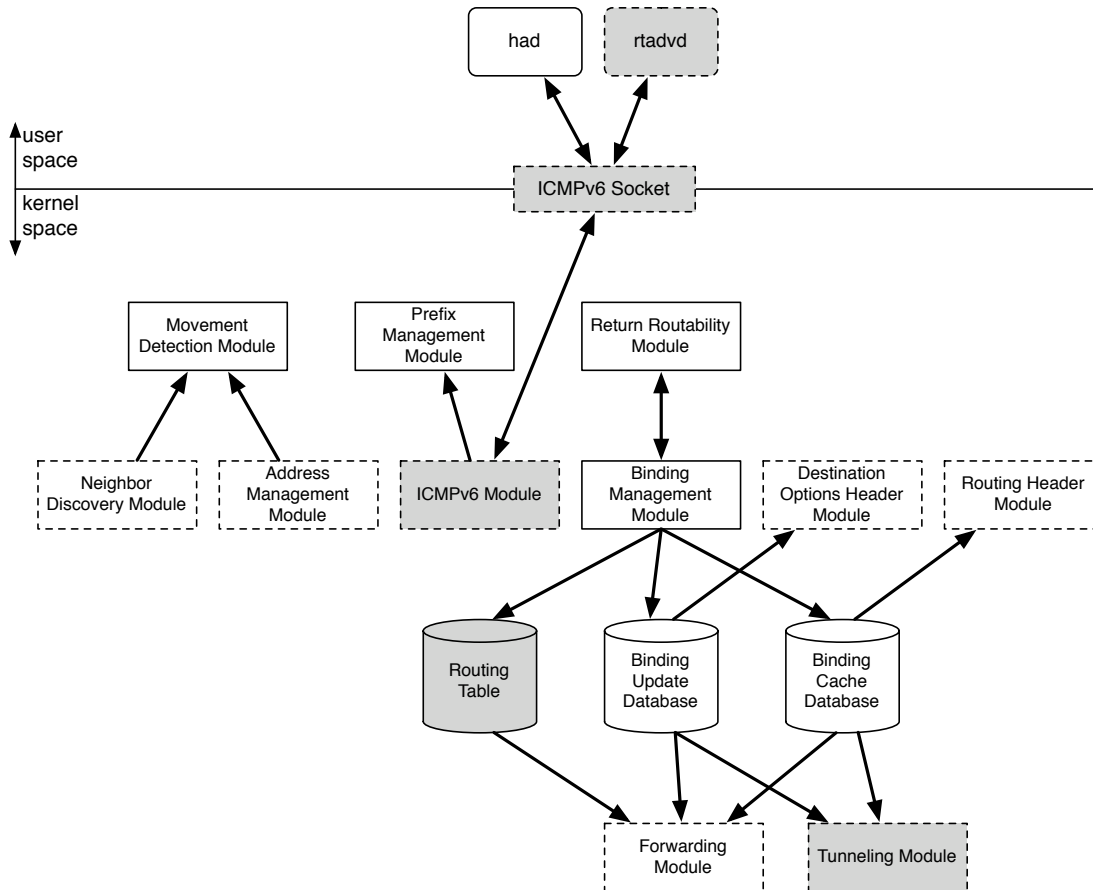 had
rtadvd
user
space
ICMPv6 Socket
kernel
space
Movement
Detection Module
Prefix
Management
Module
Return Routability
Module
Neighbor
Discovery Module
Address
Management
Module
ICMPv6 Module
Binding
Management
Module
Destination
Options Header
Module
Routing Header
Module
Routing
Table
Binding
Update
Database
Binding
Cache
Database
Forwarding
Module
Tunneling Module